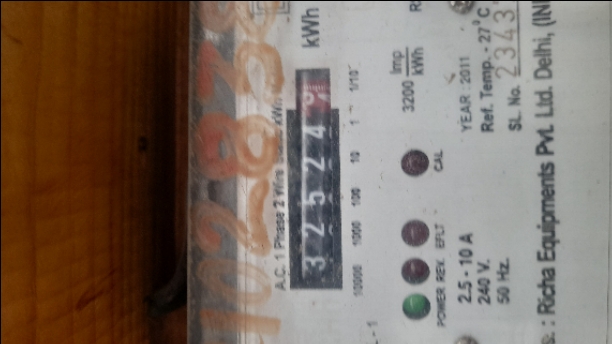 102838
A.C. 1 Phase 2 Wire
kWh
3 2 5 2 4
10000 1000 100 10 1 1/10
3200 Imp
kWh
POWER REV. EFLT CAL
2.5 - 10 A
240 V.
50 Hz.
YEAR : 2011
Ref. Temp. - 27°C
SL. No. 2343
: Richa Equipments Pvt. Ltd. Delhi,